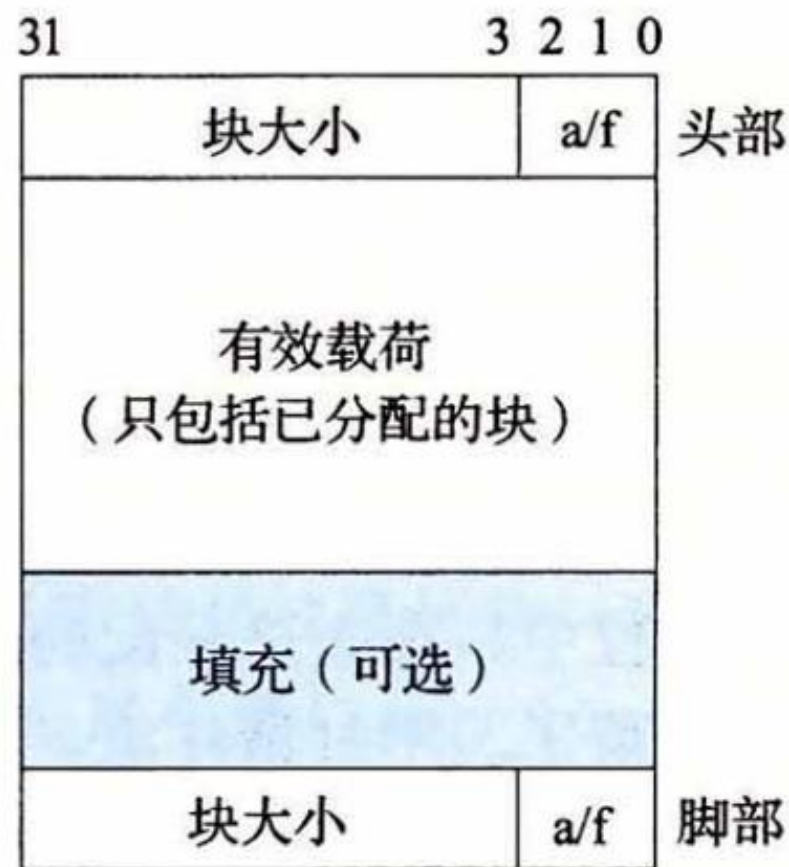 31 3 2 1 0
块大小 a/f 头部
有效载荷
（只包括已分配的块）
填充（可选）
块大小 a/f 脚部